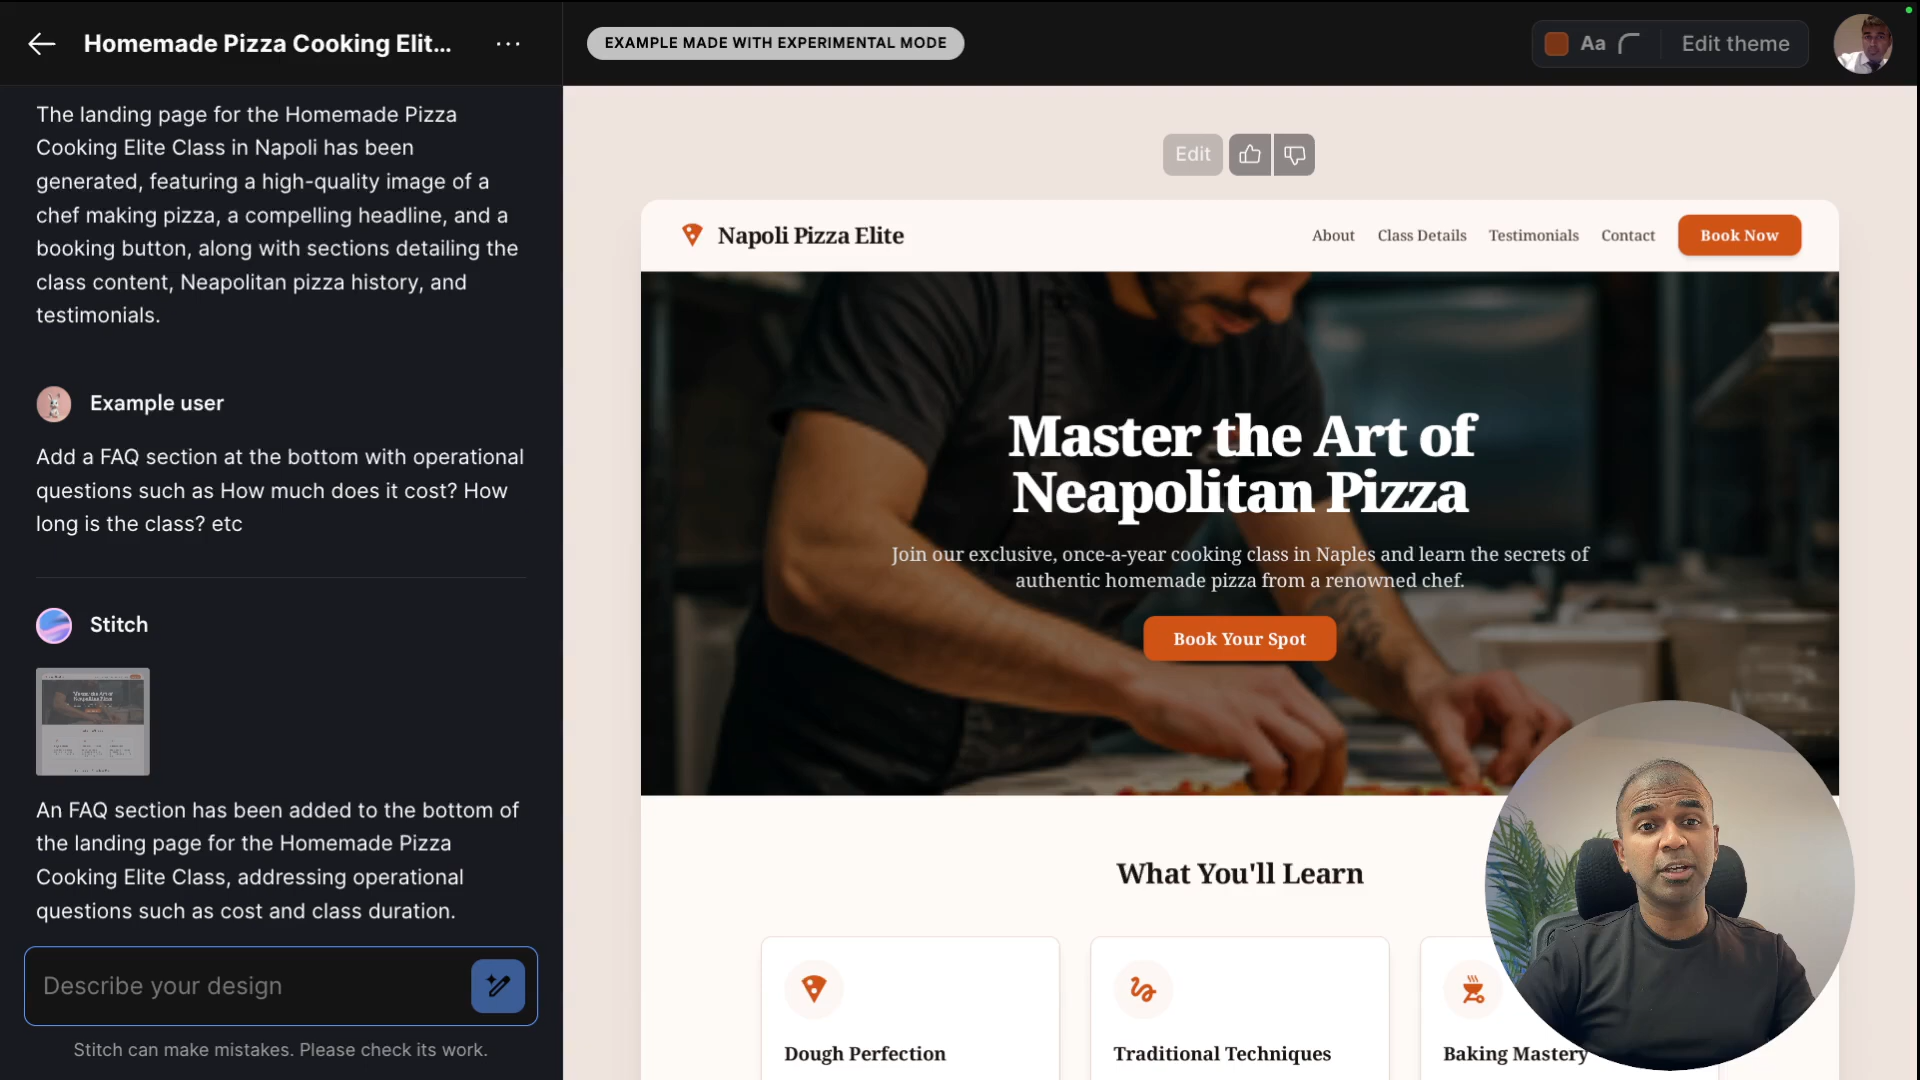 Homemade Pizza Cooking Elit...
The landing page for the Homemade Pizza
Cooking Elite Class in Napoli has been
generated, featuring a high-quality image of a
chef making pizza, a compelling headline, and a
booking button, along with sections detailing the
class content, Neapolitan pizza history, and
testimonials.
Example user
Add a FAQ section at the bottom with operational
questions such as How much does it cost? How
long is the class? etc
Stitch
Master the Art of
Neapolitan Pizza
An FAQ section has been added to the bottom of
the landing page for the Homemade Pizza
Cooking Elite Class, addressing operational
questions such as cost and class duration.
Describe your design
Stitch can make mistakes. Please check its work.
EXAMPLE MADE WITH EXPERIMENTAL MODE
Aa Edit theme
Edit
Napoli Pizza Elite
About Class Details Testimonials Contact Book Now
Master the Art of
Neapolitan Pizza
Join our exclusive, once-a-year cooking class in Naples and learn the secrets of
authentic homemade pizza from a renowned chef.
Book Your Spot
What You'll Learn
Dough Perfection Traditional Techniques Baking Mastery